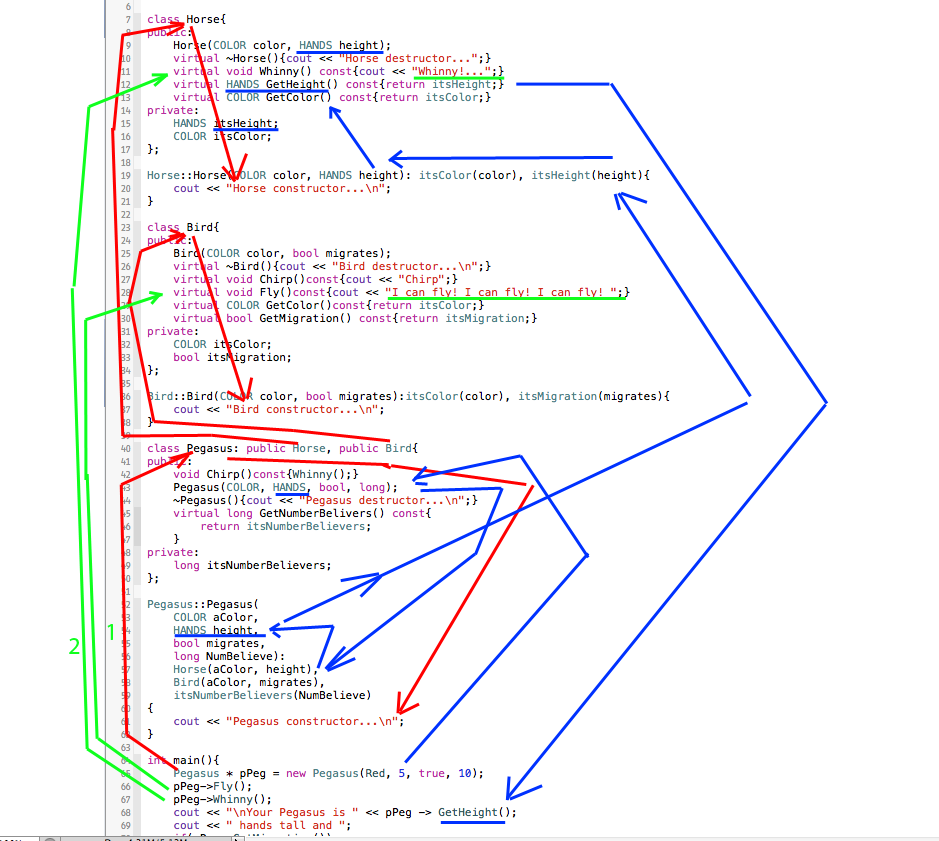 6
7 class Horse{
8 public:
9 Horse(COLOR color, HANDS height);
10 virtual ~Horse(){cout << "Horse destructor...";}
11 virtual void Whinny() const{cout << "Whinny!...";}
12 virtual HANDS GetHeight() const{return itsHeight;}
13 virtual COLOR GetColor() const{return itsColor;}
14 private:
15 HANDS itsHeight;
16 COLOR itsColor;
17 };
18
19 Horse::Horse(COLOR color, HANDS height): itsColor(color), itsHeight(height){
20 cout << "Horse constructor...\n";
21 }
22
23 class Bird{
24 public:
25 Bird(COLOR color, bool migrates);
26 virtual ~Bird(){cout << "Bird destructor...\n";}
27 virtual void Chirp()const{cout << "Chirp";}
28 virtual void Fly()const{cout << "I can fly! I can fly! I can fly! ";}
29 virtual COLOR GetColor()const{return itsColor;}
30 virtual bool GetMigration() const{return itsMigration;}
31 private:
32 COLOR itsColor;
33 bool itsMigration;
34 };
35
36 Bird::Bird(COLOR color, bool migrates):itsColor(color), itsMigration(migrates){
37 cout << "Bird constructor...\n";
38 }
39
40 class Pegasus: public Horse, public Bird{
41 public:
42 void Chirp()const{Whinny();}
43 Pegasus(COLOR, HANDS, bool, long);
44 ~Pegasus(){cout << "Pegasus destructor...\n";}
45 virtual long GetNumberBelivers() const{
46 return itsNumberBelievers;
47 }
48 private:
49 long itsNumberBelievers;
50 };
51
52 Pegasus::Pegasus(
53 COLOR aColor,
54 HANDS height,
55 bool migrates,
56 long NumBelieve):
57 Horse(aColor, height),
58 Bird(aColor, migrates),
59 itsNumberBelievers(NumBelieve)
60 {
61 cout << "Pegasus constructor...\n";
62 }
63
64 int main(){
65 Pegasus * pPeg = new Pegasus(Red, 5, true, 10);
66 pPeg->Fly();
67 pPeg->Whinny();
68 cout << "\nYour Pegasus is " << pPeg -> GetHeight();
69 cout << " hands tall and ";
2
1